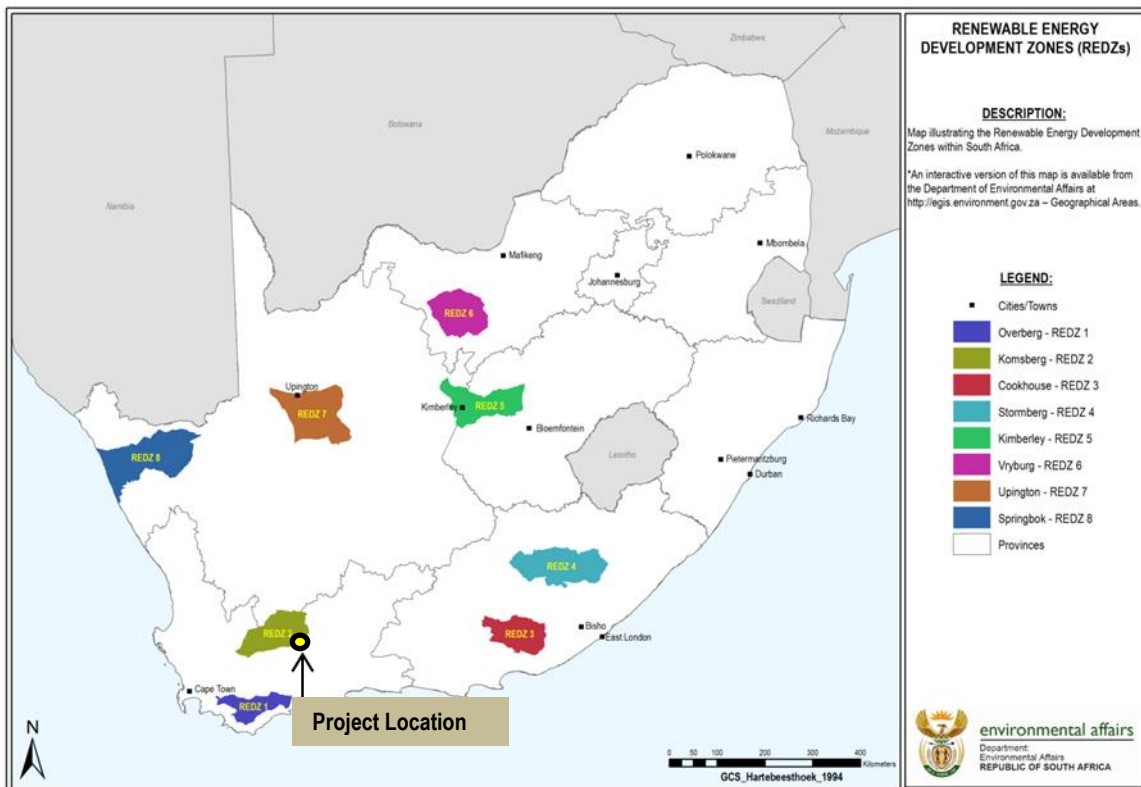 Zimbabwe
Botswana
Mozambique
Namibia
Polokwane
Mbombela
Mafikeng
Johannesburg
Swaziland
REDZ 6
Upington
REDZ 7
Kimberley
REDZ 5
Bloemfontein
Richards Bay
REDZ 8
Lesotho
Pietermaritzburg
Durban
REDZ 4
REDZ 2
REDZ 3
Bisho
East London
Cape Town
REDZ 1
Project Location
N
0 50 100 200 300 400
Kilometers
GCS_Hartebeesthoek_1994
RENEWABLE ENERGY
DEVELOPMENT ZONES (REDZs)
DESCRIPTION:
Map illustrating the Renewable Energy Development
Zones within South Africa.
*An interactive version of this map is available from
the Department of Environmental Affairs at
http://egis.environment.gov.za – Geographical Areas.
LEGEND:
Cities/Towns
Overberg - REDZ 1
Komsberg - REDZ 2
Cookhouse - REDZ 3
Stormberg - REDZ 4
Kimberley - REDZ 5
Vryburg - REDZ 6
Upington - REDZ 7
Springbok - REDZ 8
Provinces
environmental affairs
Department:
Environmental Affairs
REPUBLIC OF SOUTH AFRICA